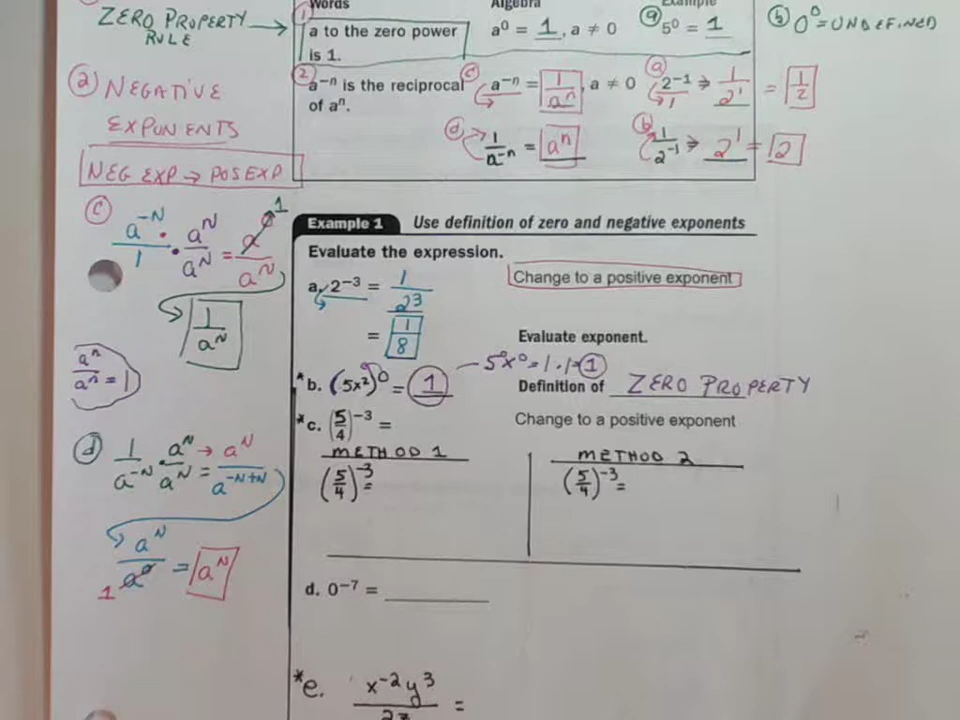 Words Algebra Example
ZERO PROPERTY RULE
① a to the zero power is 1. a⁰ = 1, a ≠ 0 ⓐ 5⁰ = 1 ⓑ 0⁰ = UNDEFINED
② NEGATIVE EXPONENTS
NEG EXP → POS EXP
② a⁻ⁿ is the reciprocal of aⁿ. ⓒ a⁻ⁿ = 1/aⁿ, a ≠ 0 ⓐ 2⁻¹/1 → 1/2¹ = 1/2
ⓓ 1/a⁻ⁿ = aⁿ ⓑ 1/2⁻¹ → 2¹ = 2
ⓒ a⁻ᴺ/1 · aᴺ/aᴺ = a⁰/aᴺ 1
1/aᴺ
aⁿ/aⁿ = 1
ⓓ 1/a⁻ᴺ · aᴺ/aᴺ = aᴺ/a⁻ᴺ⁺ᴺ
aᴺ/a⁰ = aᴺ
1
Example 1 Use definition of zero and negative exponents
Evaluate the expression.
a. 2⁻³ = 1/2³ Change to a positive exponent
= 1/8 Evaluate exponent.
*b. (5x²)⁰ = 1 — 5⁰x⁰ = 1·1 = 1 Definition of ZERO PROPERTY
*c. (5/4)⁻³ = Change to a positive exponent
METHOD 1 METHOD 2
(5/4)⁻³ = (5/4)⁻³ =
d. 0⁻⁷ =
*e. x⁻²y³ =